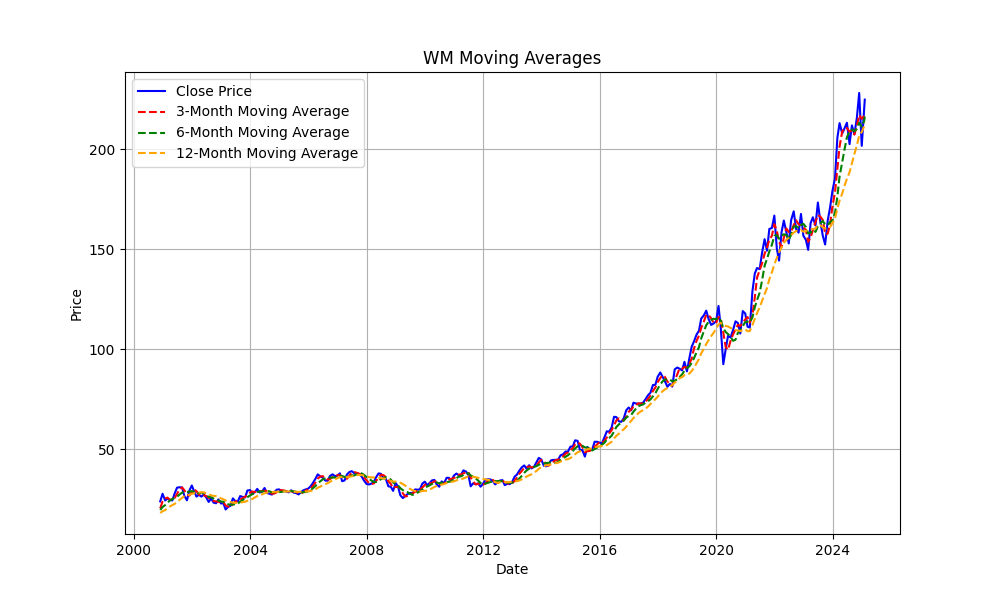 WM Moving Averages
Close Price
3-Month Moving Average
6-Month Moving Average
12-Month Moving Average
Price
200
150
100
50
2000 2004 2008 2012 2016 2020 2024
Date